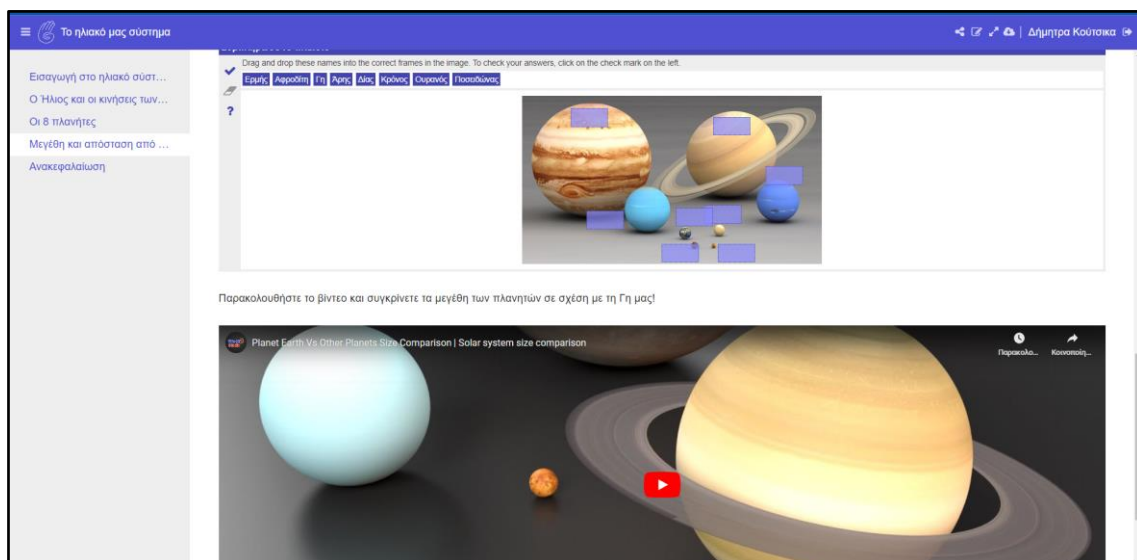 Το ηλιακό μας σύστημα
Δήμητρα Κούτσικα
Εισαγωγή στο ηλιακό σύστ...
Ο Ήλιος και οι κινήσεις των...
Οι 8 πλανήτες
Μεγέθη και απόσταση από ...
Ανακεφαλαίωση
Drag and drop these names into the correct frames in the image. To check your answers, click on the check mark on the left.
Ερμής Αφροδίτη Γη Άρης Δίας Κρόνος Ουρανός Ποσειδώνας
?
Παρακολουθήστε το βίντεο και συγκρίνετε τα μεγέθη των πλανητών σε σχέση με τη Γη μας!
Planet Earth Vs Other Planets Size Comparison | Solar system size comparison
Παρακολο... Κοινοποίη...